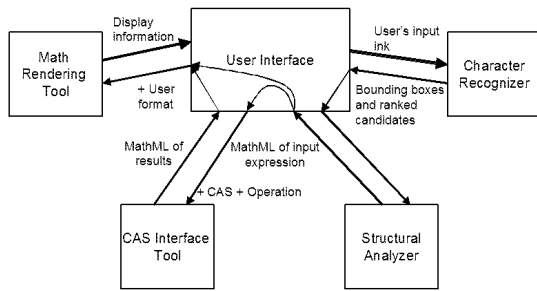 Display
information
User's input
ink
Math
Rendering
Tool
User Interface
Character
Recognizer
+ User
format
Bounding boxes
and ranked
candidates
MathML of
results
MathML of input
expression
+ CAS + Operation
CAS Interface
Tool
Structural
Analyzer